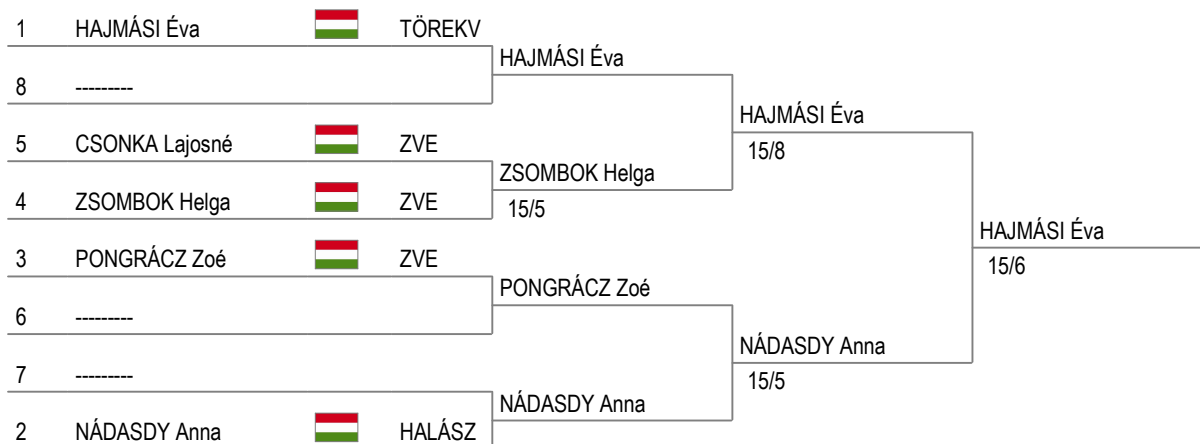 1 HAJMÁSI Éva TÖREKV
HAJMÁSI Éva
8 ---------
HAJMÁSI Éva
5 CSONKA Lajosné ZVE
15/8
ZSOMBOK Helga
4 ZSOMBOK Helga ZVE
15/5
HAJMÁSI Éva
3 PONGRÁCZ Zoé ZVE
15/6
PONGRÁCZ Zoé
6 ---------
NÁDASDY Anna
7 ---------
15/5
NÁDASDY Anna
2 NÁDASDY Anna HALÁSZ